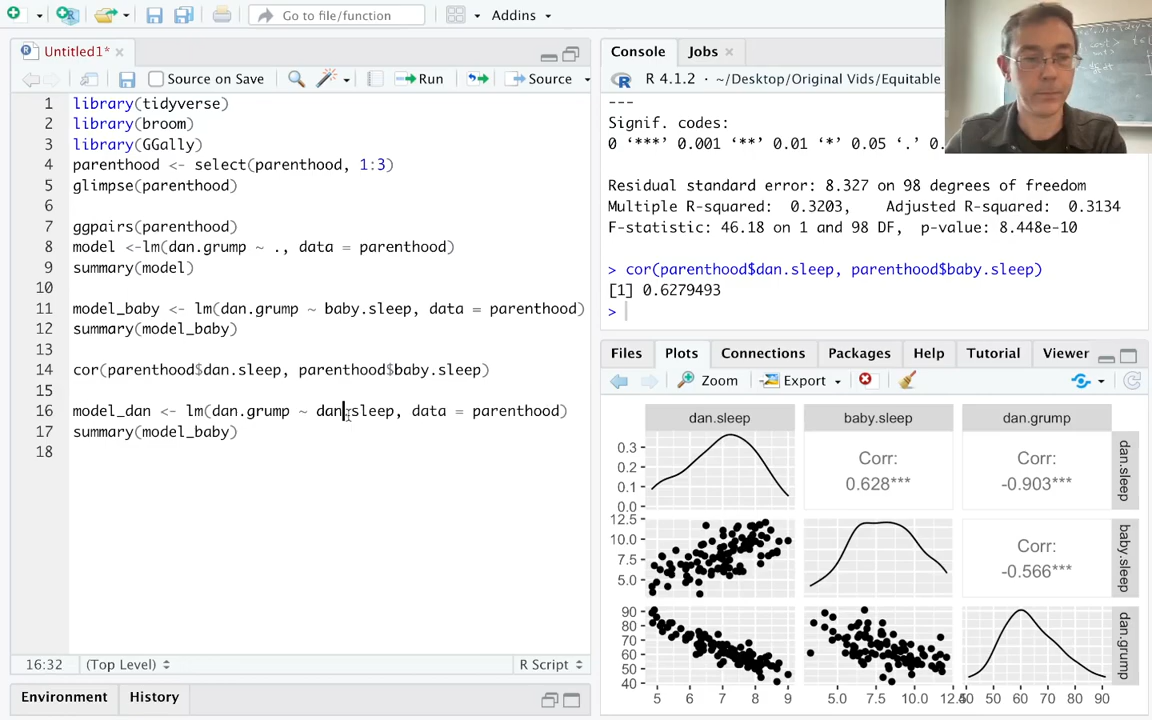 Go to file/function
Addins
Untitled1*
Source on Save
Run
Source
1 library(tidyverse)
2 library(broom)
3 library(GGally)
4 parenthood <- select(parenthood, 1:3)
5 glimpse(parenthood)
6
7 ggpairs(parenthood)
8 model <-lm(dan.grump ~ ., data = parenthood)
9 summary(model)
10
11 model_baby <- lm(dan.grump ~ baby.sleep, data = parenthood)
12 summary(model_baby)
13
14 cor(parenthood$dan.sleep, parenthood$baby.sleep)
15
16 model_dan <- lm(dan.grump ~ dan.sleep, data = parenthood)
17 summary(model_baby)
18
16:32 (Top Level) R Script
Environment History
Console Jobs
R 4.1.2 · ~/Desktop/Original Vids/Equitable
---
Signif. codes:
0 ‘***’ 0.001 ‘**’ 0.01 ‘*’ 0.05 ‘.’ 0.
Residual standard error: 8.327 on 98 degrees of freedom
Multiple R-squared:  0.3203, Adjusted R-squared:  0.3134
F-statistic: 46.18 on 1 and 98 DF,  p-value: 8.448e-10
> cor(parenthood$dan.sleep, parenthood$baby.sleep)
[1] 0.6279493
>
Files Plots Connections Packages Help Tutorial Viewer
Zoom Export
dan.sleep baby.sleep dan.grump
0.3
0.2
0.1
0.0
Corr:
0.628***
Corr:
-0.903***
dan.sleep
12.5
10.0
7.5
5.0
Corr:
-0.566***
baby.sleep
90
80
70
60
50
40
dan.grump
5 6 7 8 9 5.0 7.5 10.0 12.5 40 50 60 70 80 90